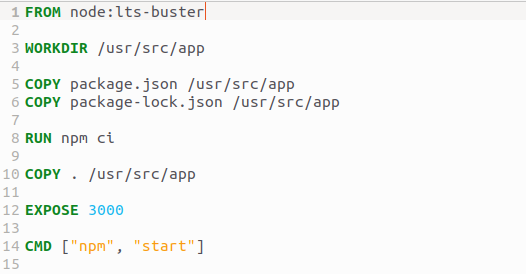 1 FROM node:lts-buster
2
3 WORKDIR /usr/src/app
4
5 COPY package.json /usr/src/app
6 COPY package-lock.json /usr/src/app
7
8 RUN npm ci
9
10 COPY . /usr/src/app
11
12 EXPOSE 3000
13
14 CMD ["npm", "start"]
15